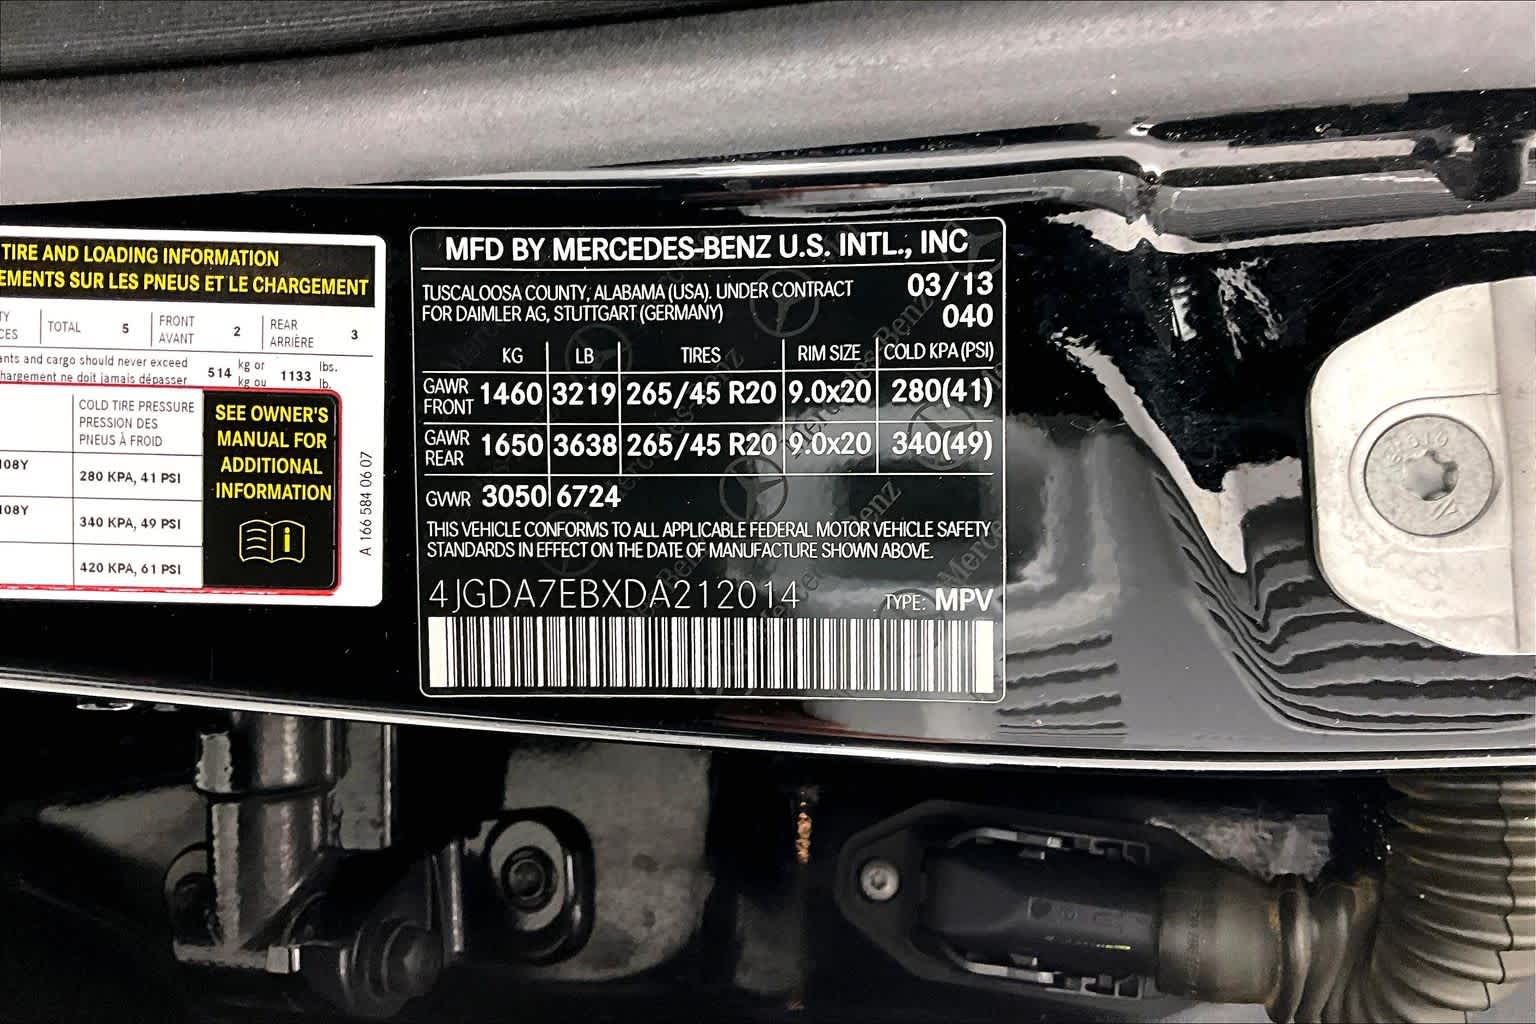 TIRE AND LOADING INFORMATION
EMENTS SUR LES PNEUS ET LE CHARGEMENT
TOTAL 5 FRONT AVANT 2 REAR ARRIÈRE 3
ants and cargo should never exceed 514 kg or 1133 lbs.
hargement ne doit jamais dépasser kg ou lb.
COLD TIRE PRESSURE
PRESSION DES
PNEUS À FROID
108Y 280 KPA, 41 PSI
108Y 340 KPA, 49 PSI
420 KPA, 61 PSI
SEE OWNER'S
MANUAL FOR
ADDITIONAL
INFORMATION
A 166 584 06 07
MFD BY MERCEDES-BENZ U.S. INTL., INC
TUSCALOOSA COUNTY, ALABAMA (USA). UNDER CONTRACT 03/13
FOR DAIMLER AG, STUTTGART (GERMANY) 040
KG LB TIRES RIM SIZE COLD KPA (PSI)
GAWR FRONT 1460 3219 265/45 R20 9.0x20 280(41)
GAWR REAR 1650 3638 265/45 R20 9.0x20 340(49)
GVWR 3050 6724
THIS VEHICLE CONFORMS TO ALL APPLICABLE FEDERAL MOTOR VEHICLE SAFETY
STANDARDS IN EFFECT ON THE DATE OF MANUFACTURE SHOWN ABOVE.
4JGDA7EBXDA212014 TYPE: MPV